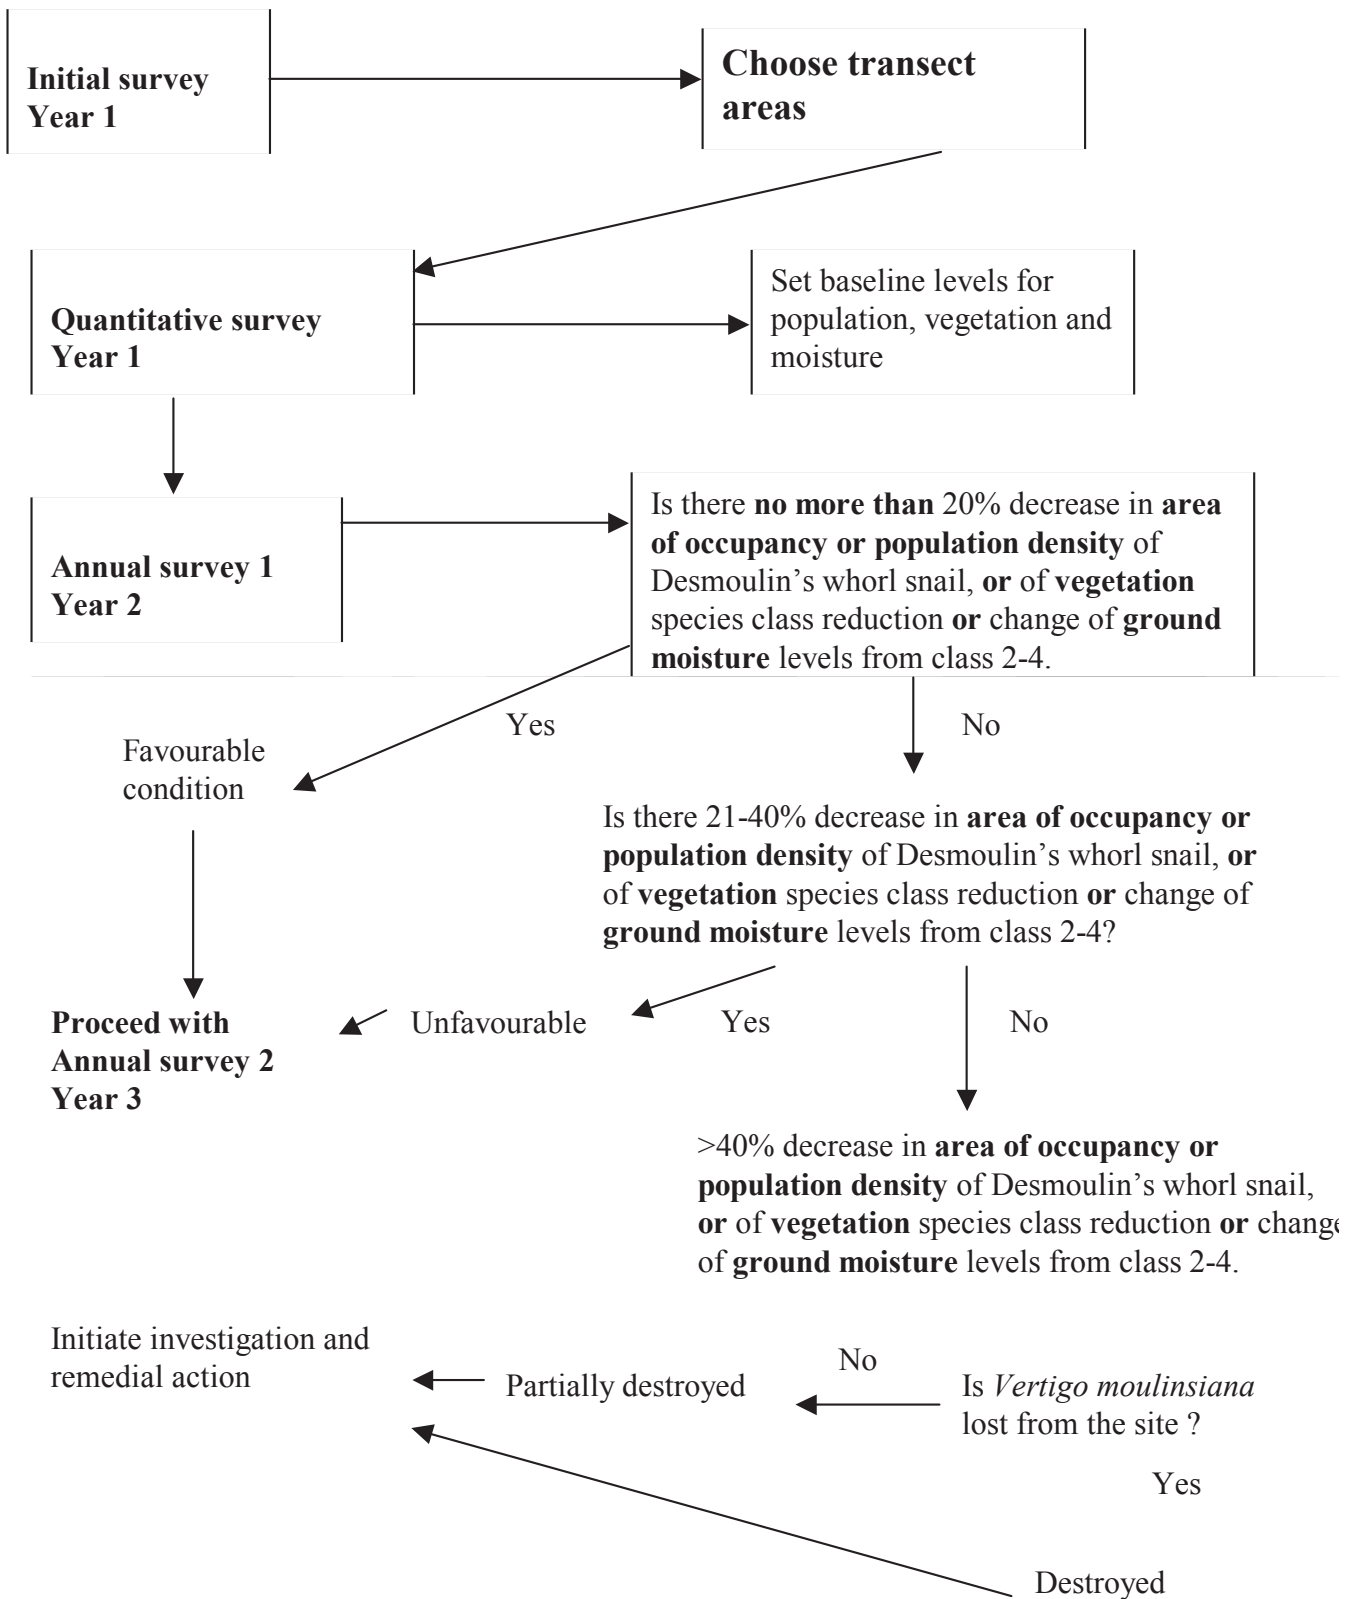 Initial survey
Year 1
Choose transect
areas
Quantitative survey
Year 1
Set baseline levels for
population, vegetation and
moisture
Annual survey 1
Year 2
Is there no more than 20% decrease in area
of occupancy or population density of
Desmoulin’s whorl snail, or of vegetation
species class reduction or change of ground
moisture levels from class 2-4.
Yes
No
Favourable
condition
Is there 21-40% decrease in area of occupancy or
population density of Desmoulin’s whorl snail, or
of vegetation species class reduction or change of
ground moisture levels from class 2-4?
Proceed with
Annual survey 2
Year 3
Unfavourable
Yes
No
>40% decrease in area of occupancy or
population density of Desmoulin’s whorl snail,
or of vegetation species class reduction or change
of ground moisture levels from class 2-4.
Initiate investigation and
remedial action
Partially destroyed
No
Is Vertigo moulinsiana
lost from the site ?
Yes
Destroyed